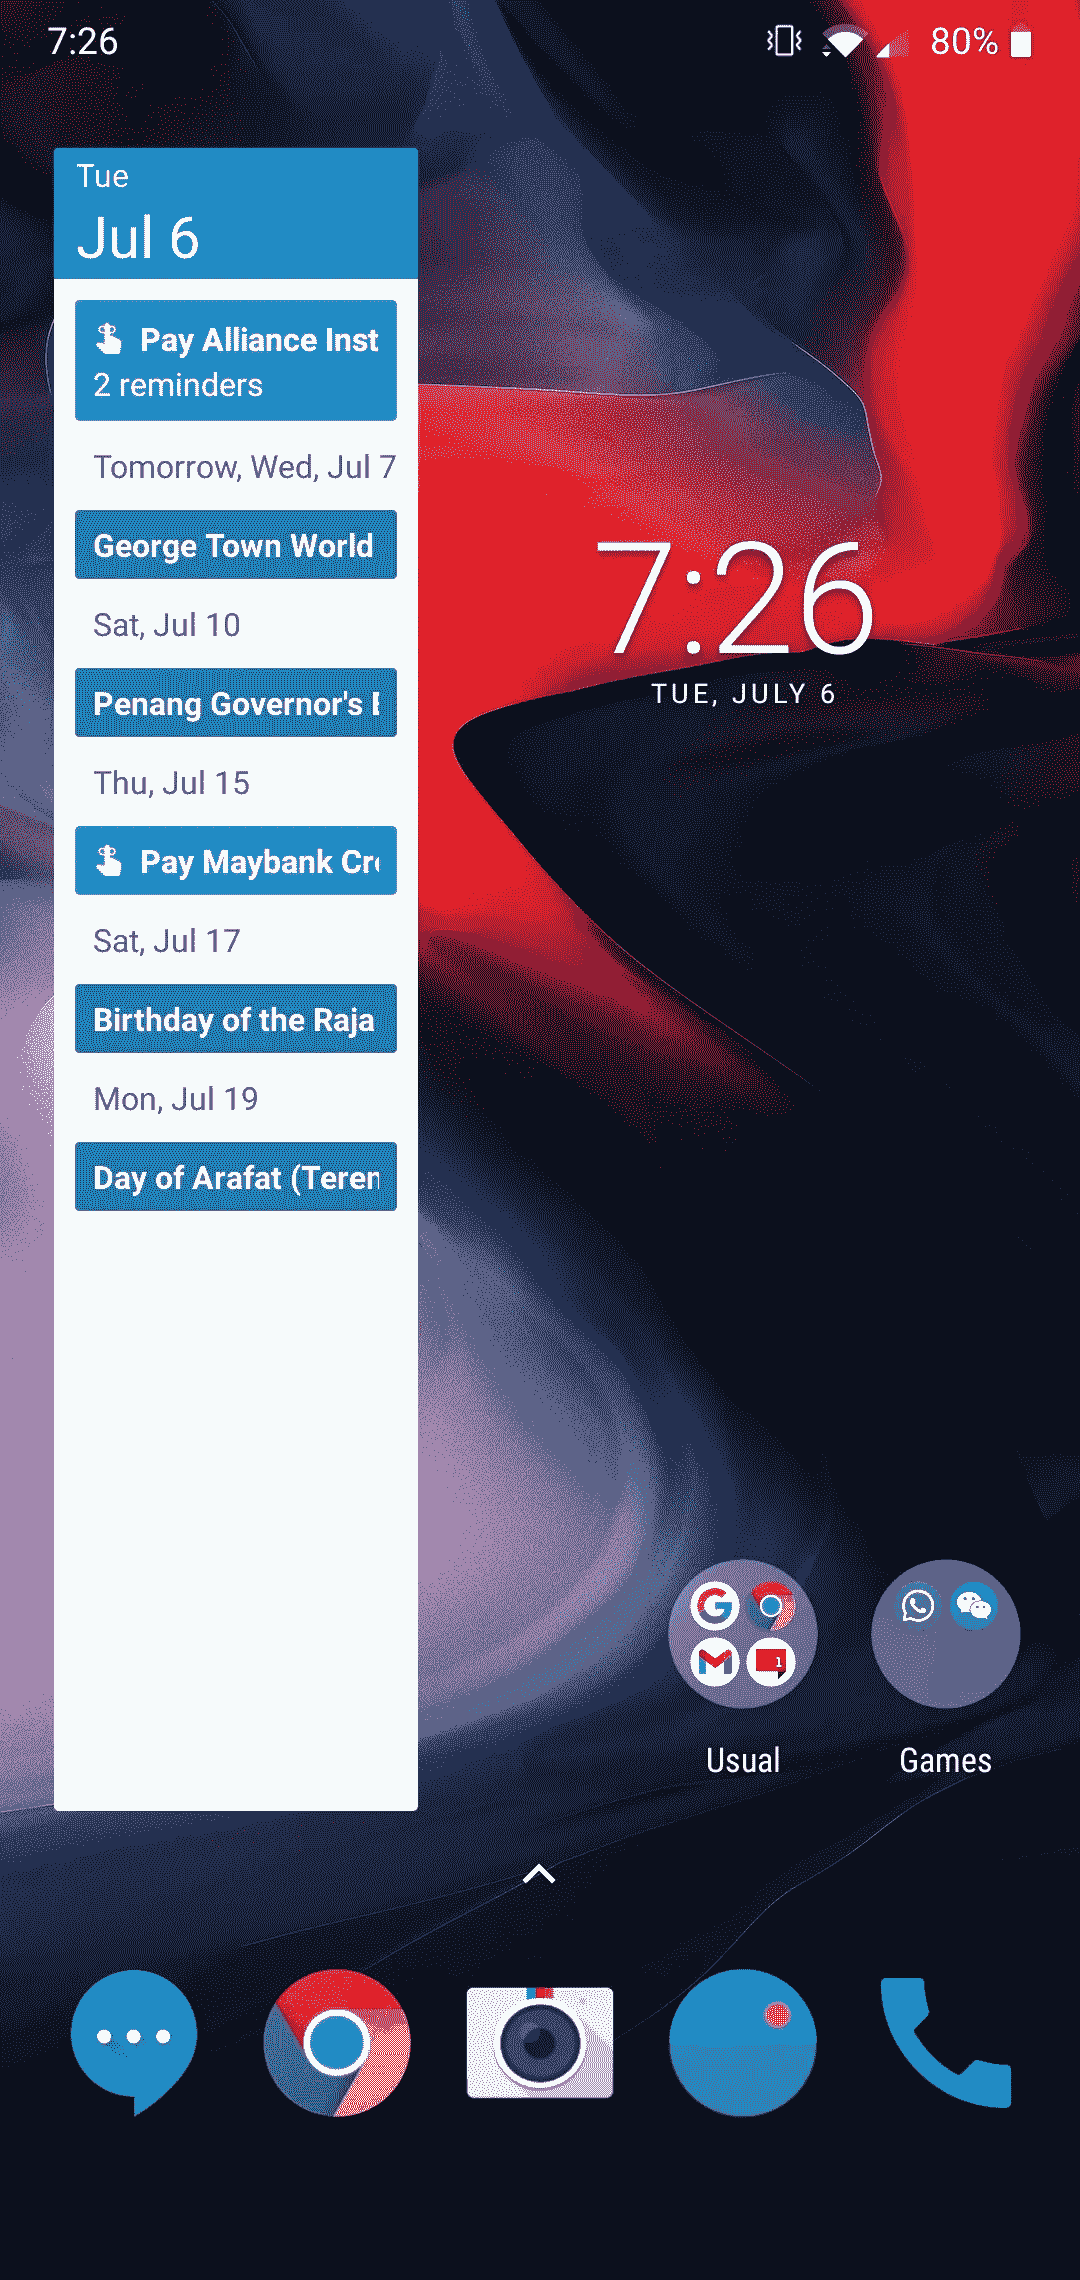 7:26
80%
Tue
Jul 6
Pay Alliance Inst
2 reminders
Tomorrow, Wed, Jul 7
George Town World
Sat, Jul 10
Penang Governor's
Thu, Jul 15
Pay Maybank
Sat, Jul 17
Birthday of the Raja
Mon, Jul 19
Day of Arafat (Teren
7:26
TUE, JULY 6
1
Usual
Games